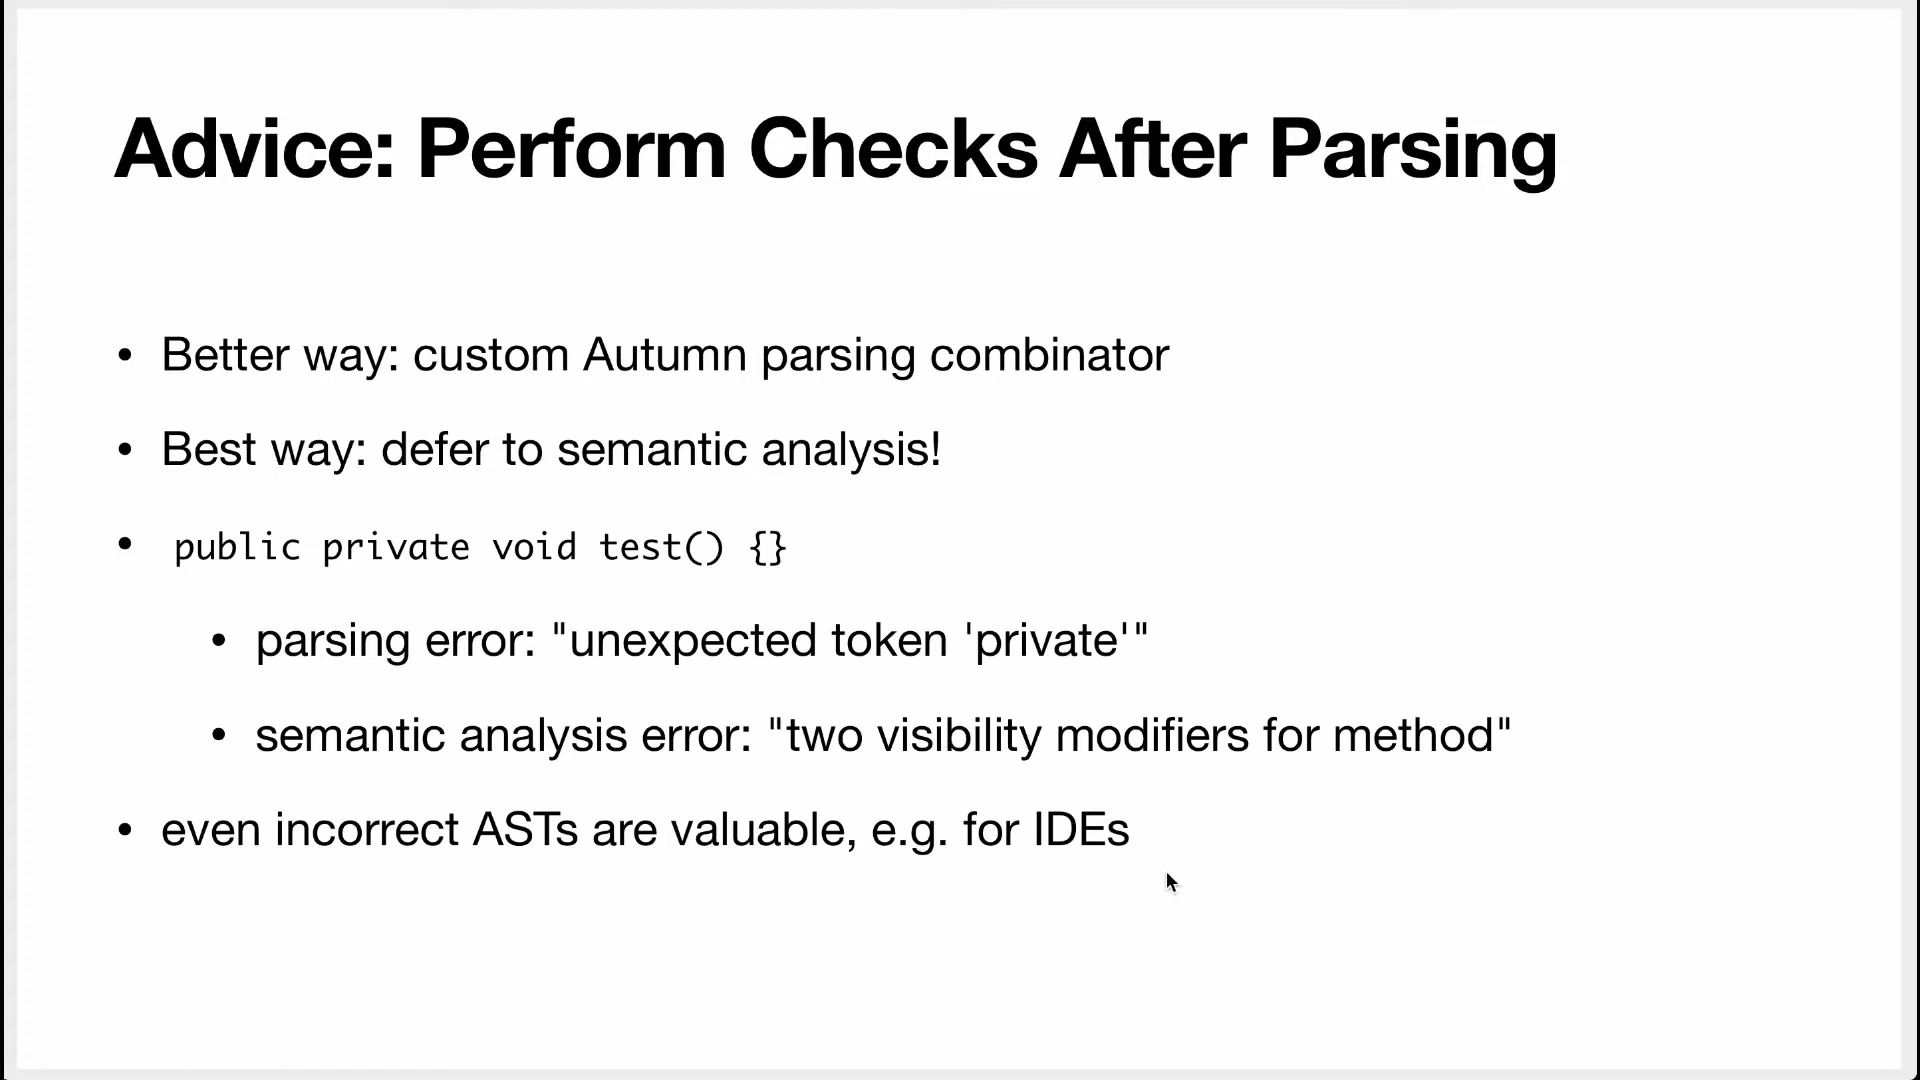 Advice: Perform Checks After Parsing
• Better way: custom Autumn parsing combinator
• Best way: defer to semantic analysis!
• public private void test() {}
• parsing error: "unexpected token 'private'"
• semantic analysis error: "two visibility modifiers for method"
• even incorrect ASTs are valuable, e.g. for IDEs